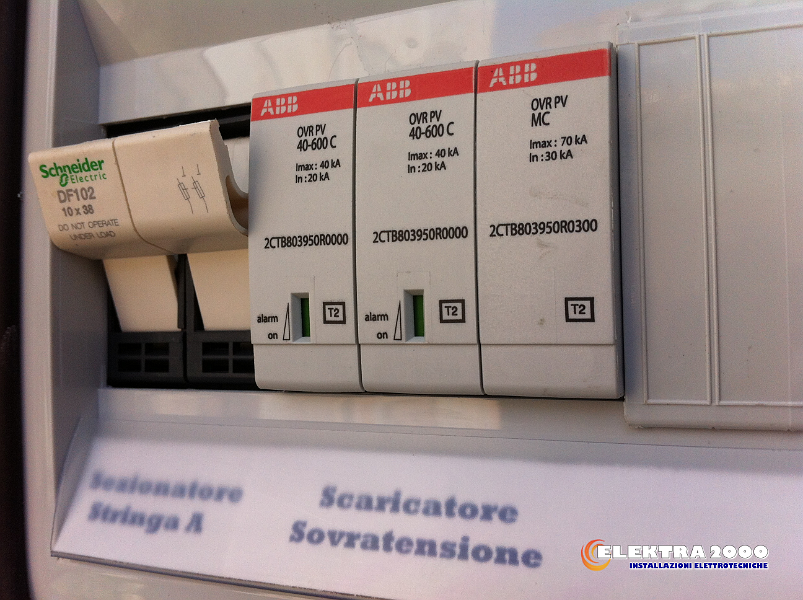 Schneider
Electric
DF102
10 x 38
DO NOT OPERATE
UNDER LOAD
ABB
OVR PV
40-600 C
Imax : 40 kA
In : 20 kA
2CTB803950R0000
alarm
on
T2
ABB
OVR PV
40-600 C
Imax : 40 kA
In : 20 kA
2CTB803950R0000
alarm
on
T2
ABB
OVR PV
MC
Imax : 70 kA
In : 30 kA
2CTB803950R0300
T2
Sezionatore
Stringa A
Scaricatore
Sovratensione
ELEKTRA 2000
INSTALLAZIONI ELETTROTECNICHE